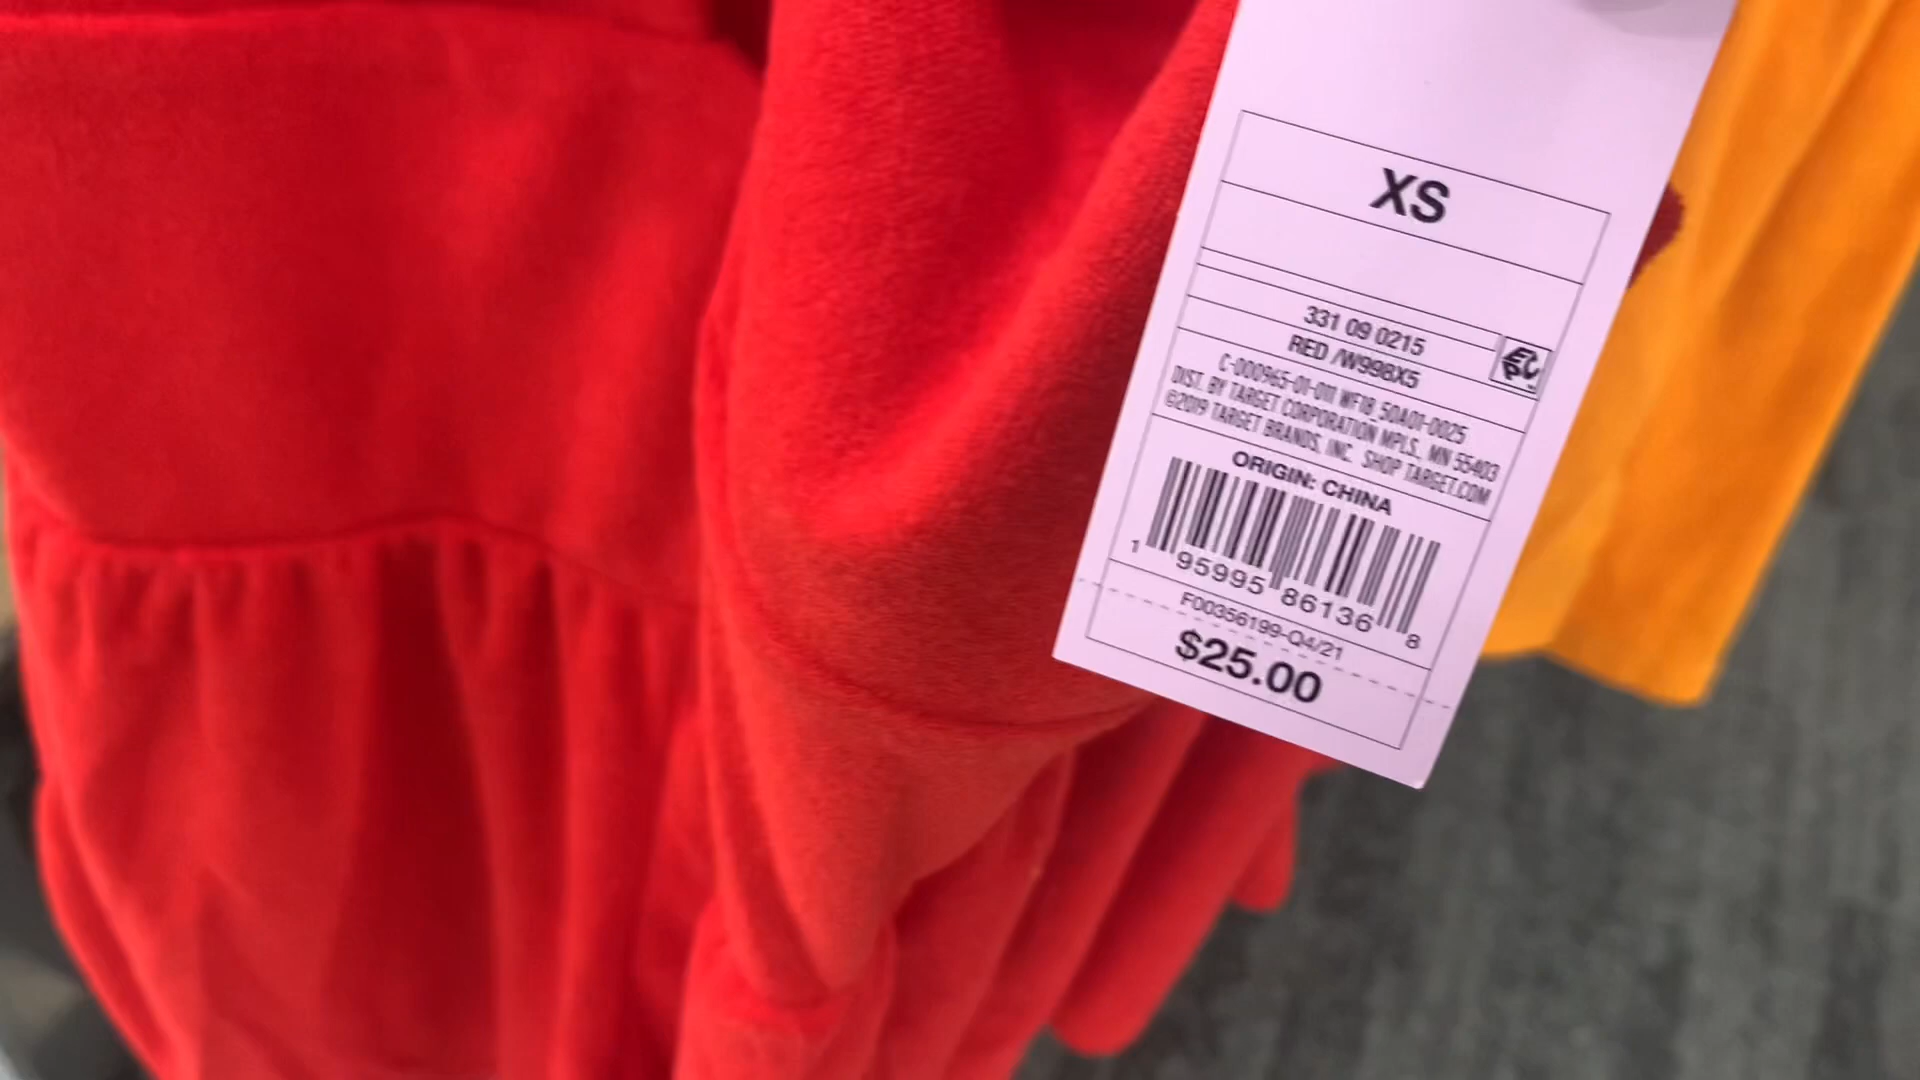 XS
331 09 0215
RED /W998X5
C-000965-01-011 WF18_50A01-0025
DIST. BY TARGET CORPORATION MPLS., MN 55403
©2019 TARGET BRANDS, INC. SHOP TARGET.COM
ORIGIN: CHINA
1 95995 86136 8
F00356199-Q4/21
$25.00